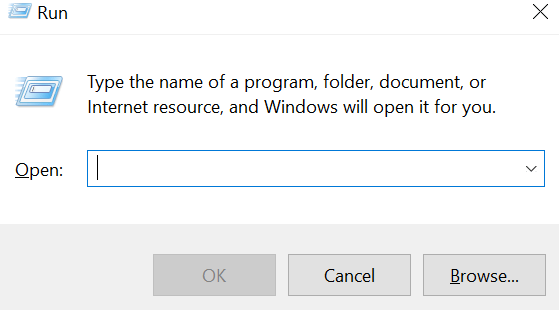 Run
Type the name of a program, folder, document, or
Internet resource, and Windows will open it for you.
Open:
OK Cancel Browse...